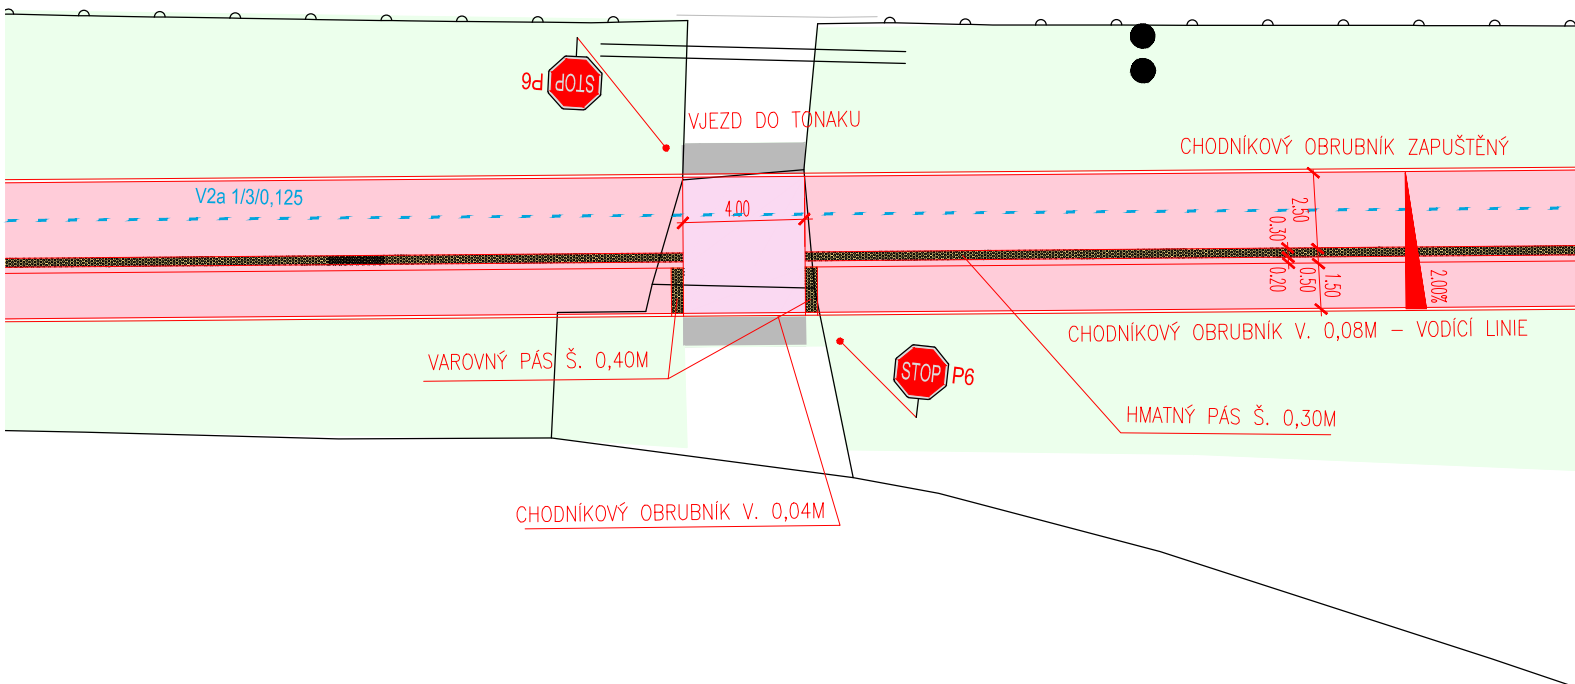 STOP
P6
VJEZD DO TONAKU
CHODNÍKOVÝ OBRUBNÍK ZAPUŠTĚNÝ
V2a 1/3/0,125
4.00
2.50
0.30
0.20
0.50
1.50
2.00%
CHODNÍKOVÝ OBRUBNÍK V. 0,08M – VODÍCÍ LINIE
VAROVNÝ PÁS Š. 0,40M
STOP
P6
HMATNÝ PÁS Š. 0,30M
CHODNÍKOVÝ OBRUBNÍK V. 0,04M